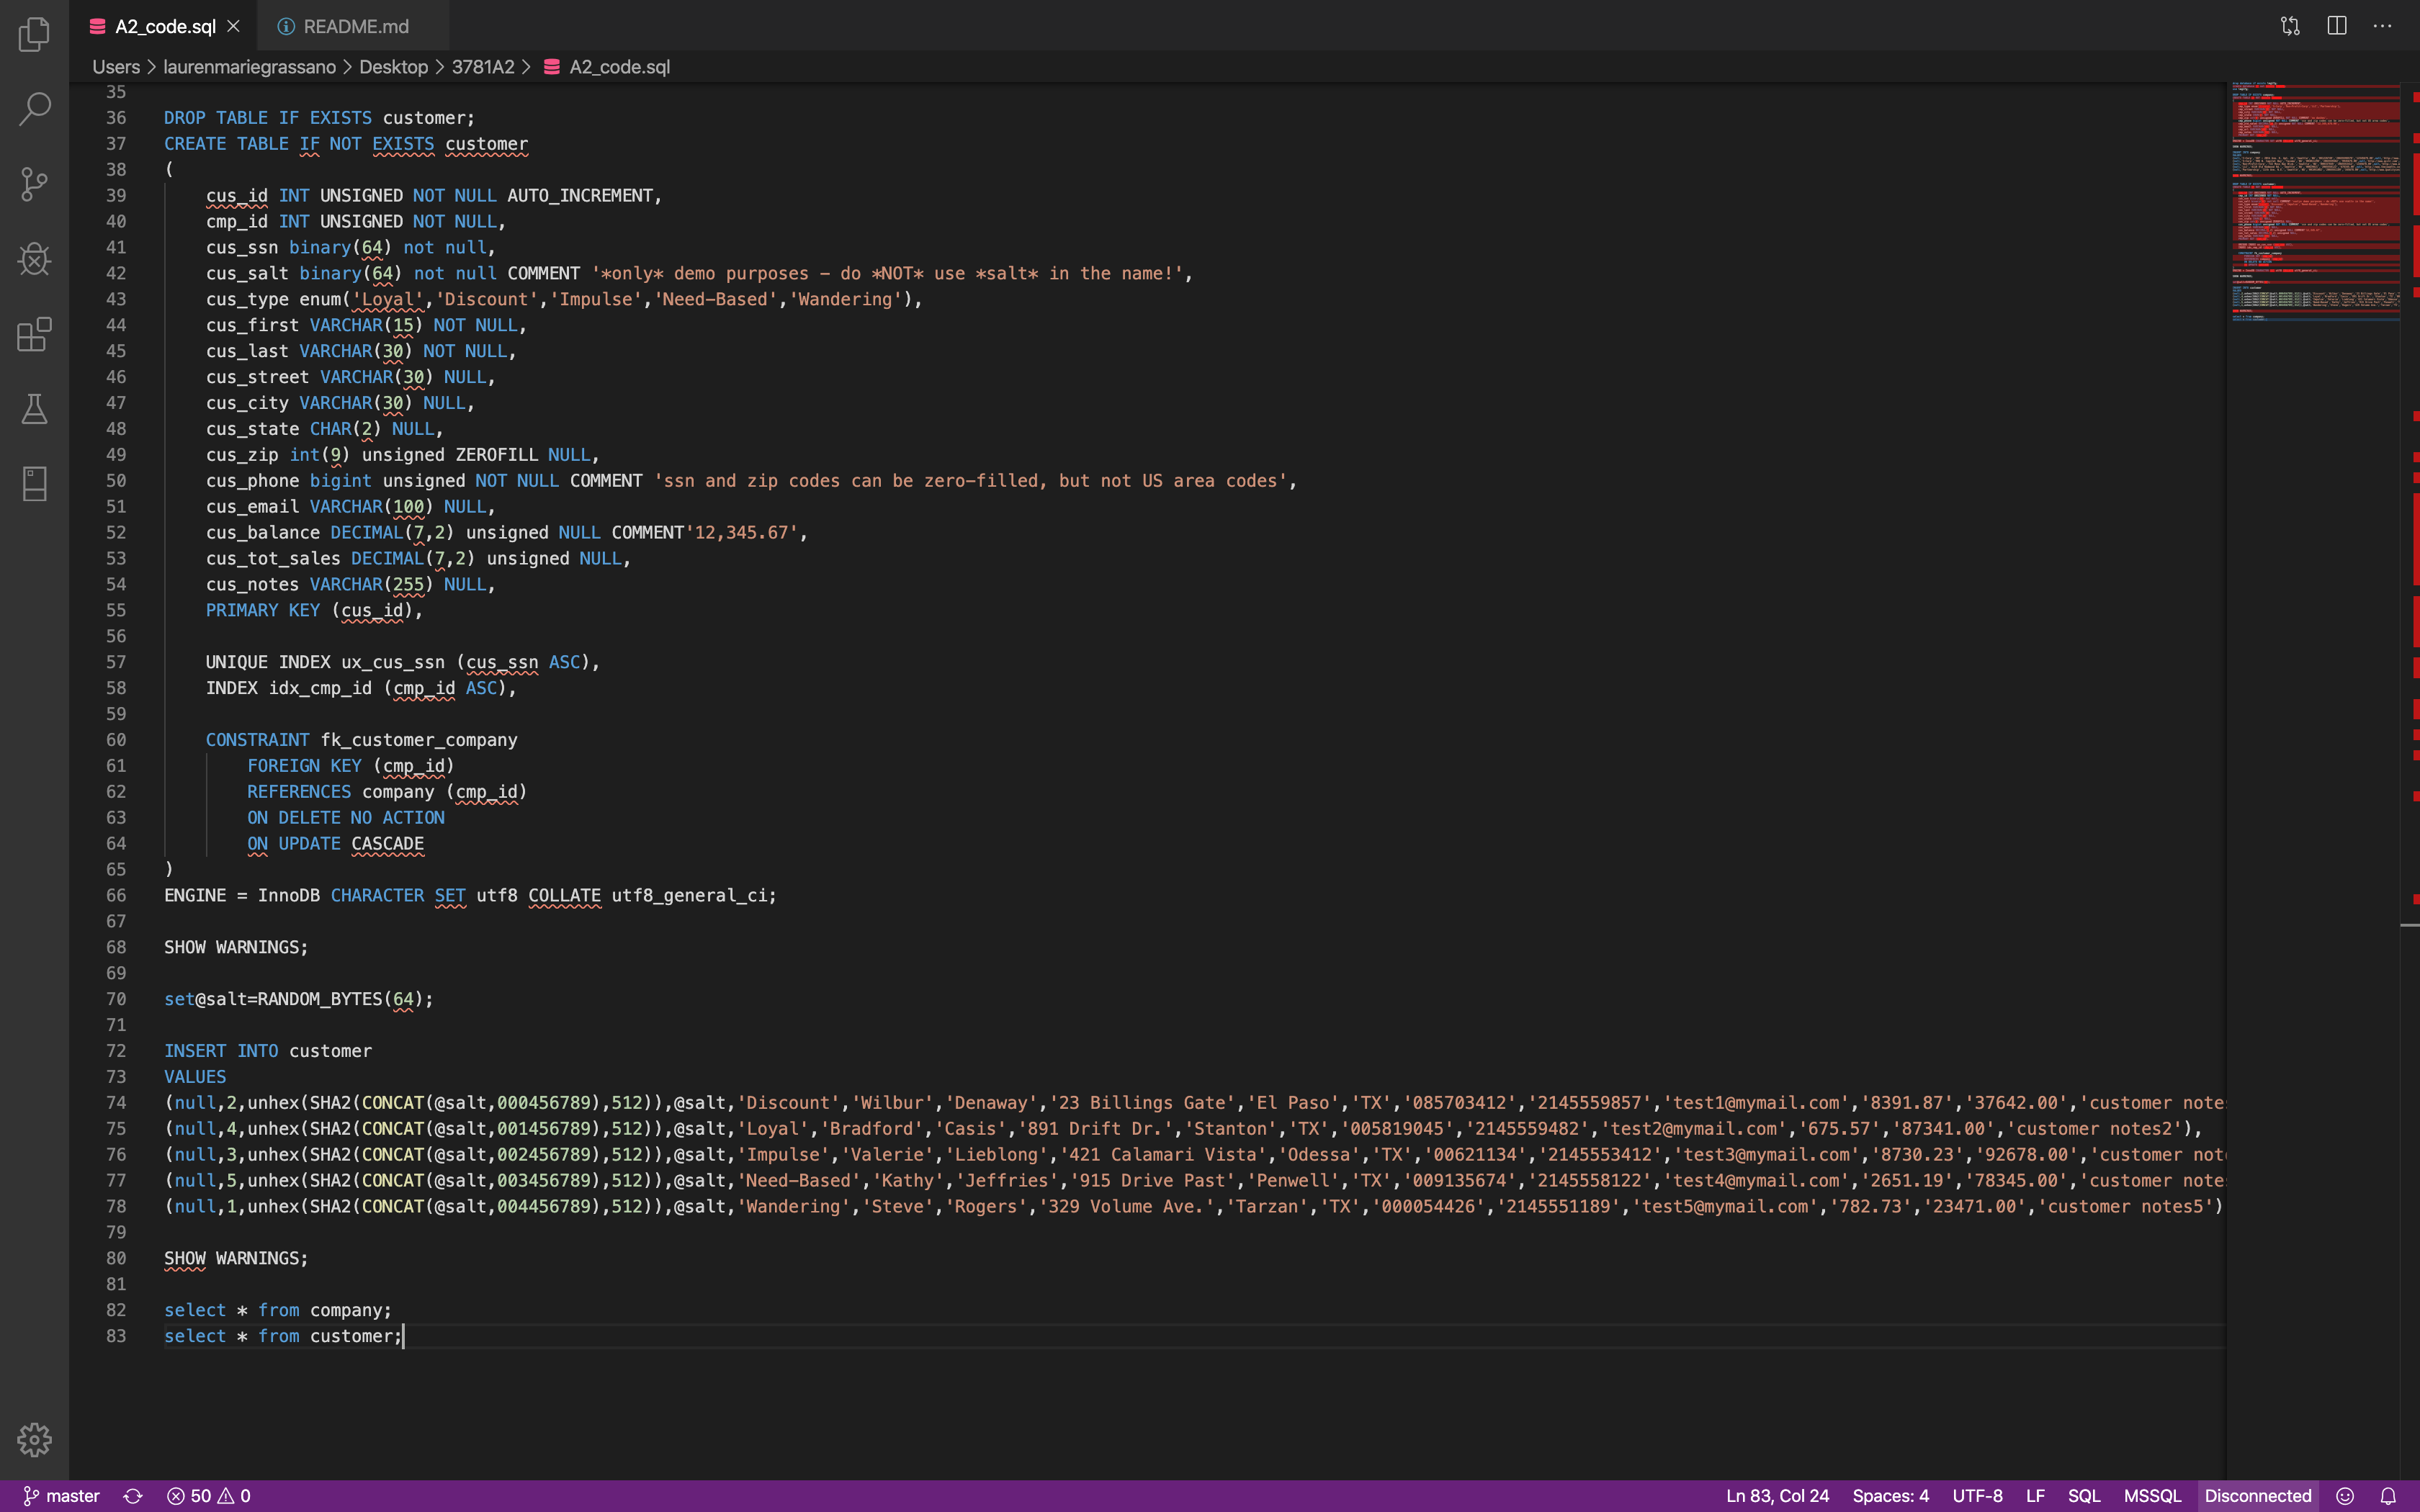 A2_code.sql
README.md
Users > laurenmariegrassano > Desktop > 3781A2 > A2_code.sql
35
36 DROP TABLE IF EXISTS customer;
37 CREATE TABLE IF NOT EXISTS customer
38 (
39 cus_id INT UNSIGNED NOT NULL AUTO_INCREMENT,
40 cmp_id INT UNSIGNED NOT NULL,
41 cus_ssn binary(64) not null,
42 cus_salt binary(64) not null COMMENT '*only* demo purposes - do *NOT* use *salt* in the name!',
43 cus_type enum('Loyal','Discount','Impulse','Need-Based','Wandering'),
44 cus_first VARCHAR(15) NOT NULL,
45 cus_last VARCHAR(30) NOT NULL,
46 cus_street VARCHAR(30) NULL,
47 cus_city VARCHAR(30) NULL,
48 cus_state CHAR(2) NULL,
49 cus_zip int(9) unsigned ZEROFILL NULL,
50 cus_phone bigint unsigned NOT NULL COMMENT 'ssn and zip codes can be zero-filled, but not US area codes',
51 cus_email VARCHAR(100) NULL,
52 cus_balance DECIMAL(7,2) unsigned NULL COMMENT'12,345.67',
53 cus_tot_sales DECIMAL(7,2) unsigned NULL,
54 cus_notes VARCHAR(255) NULL,
55 PRIMARY KEY (cus_id),
56
57 UNIQUE INDEX ux_cus_ssn (cus_ssn ASC),
58 INDEX idx_cmp_id (cmp_id ASC),
59
60 CONSTRAINT fk_customer_company
61 FOREIGN KEY (cmp_id)
62 REFERENCES company (cmp_id)
63 ON DELETE NO ACTION
64 ON UPDATE CASCADE
65 )
66 ENGINE = InnoDB CHARACTER SET utf8 COLLATE utf8_general_ci;
67
68 SHOW WARNINGS;
69
70 set@salt=RANDOM_BYTES(64);
71
72 INSERT INTO customer
73 VALUES
74 (null,2,unhex(SHA2(CONCAT(@salt,000456789),512)),@salt,'Discount','Wilbur','Denaway','23 Billings Gate','El Paso','TX','085703412','2145559857','test1@mymail.com','8391.87','37642.00','customer note
75 (null,4,unhex(SHA2(CONCAT(@salt,001456789),512)),@salt,'Loyal','Bradford','Casis','891 Drift Dr.','Stanton','TX','005819045','2145559482','test2@mymail.com','675.57','87341.00','customer notes2'),
76 (null,3,unhex(SHA2(CONCAT(@salt,002456789),512)),@salt,'Impulse','Valerie','Lieblong','421 Calamari Vista','Odessa','TX','00621134','2145553412','test3@mymail.com','8730.23','92678.00','customer not
77 (null,5,unhex(SHA2(CONCAT(@salt,003456789),512)),@salt,'Need-Based','Kathy','Jeffries','915 Drive Past','Penwell','TX','009135674','2145558122','test4@mymail.com','2651.19','78345.00','customer note
78 (null,1,unhex(SHA2(CONCAT(@salt,004456789),512)),@salt,'Wandering','Steve','Rogers','329 Volume Ave.','Tarzan','TX','000054426','2145551189','test5@mymail.com','782.73','23471.00','customer notes5')
79
80 SHOW WARNINGS;
81
82 select * from company;
83 select * from customer;
master 50 0 Ln 83, Col 24 Spaces: 4 UTF-8 LF SQL MSSQL Disconnected